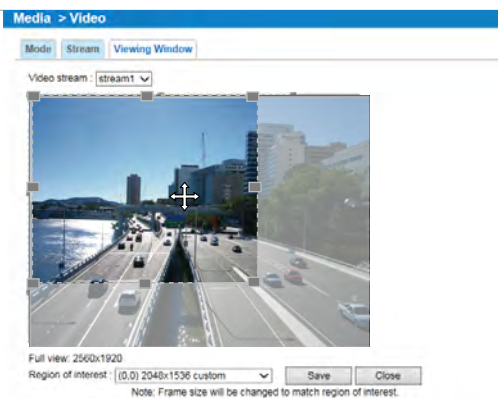 Media > Video
Mode Stream Viewing Window
Video stream : stream1
Full view: 2560x1920
Region of interest : (0,0) 2048x1536 custom Save Close
Note: Frame size will be changed to match region of interest.